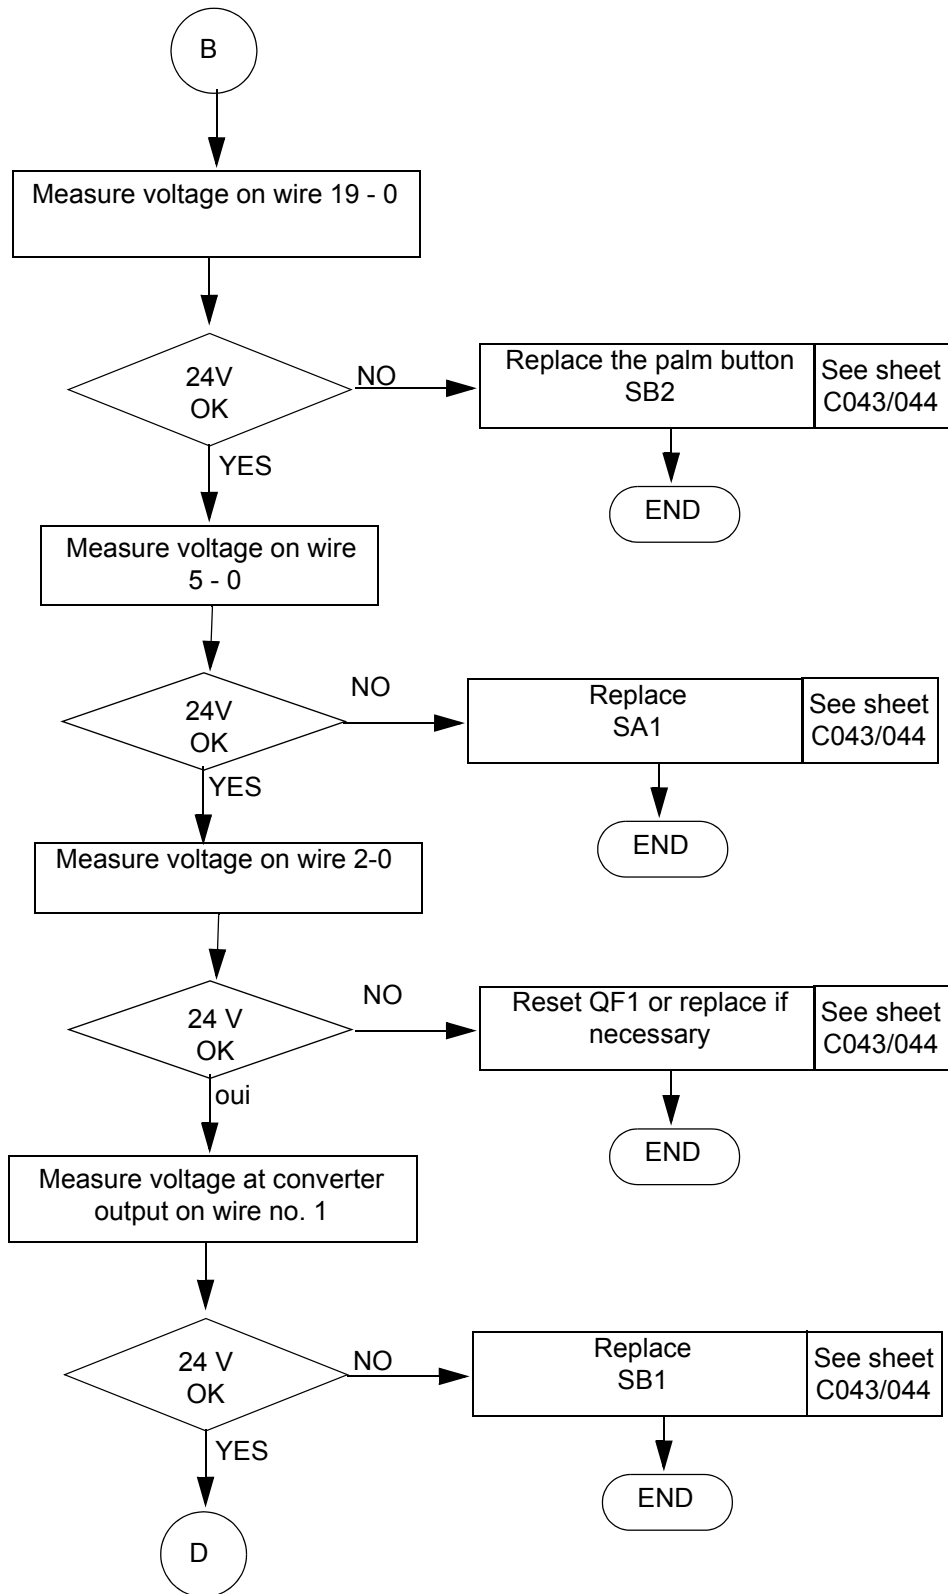 B
Measure voltage on wire 19 - 0
24V
OK
NO
Replace the palm button
SB2
See sheet
C043/044
YES
END
Measure voltage on wire
5 - 0
24V
OK
NO
Replace
SA1
See sheet
C043/044
YES
END
Measure voltage on wire 2-0
24 V
OK
NO
Reset QF1 or replace if
necessary
See sheet
C043/044
oui
END
Measure voltage at converter
output on wire no. 1
24 V
OK
NO
Replace
SB1
See sheet
C043/044
YES
END
D